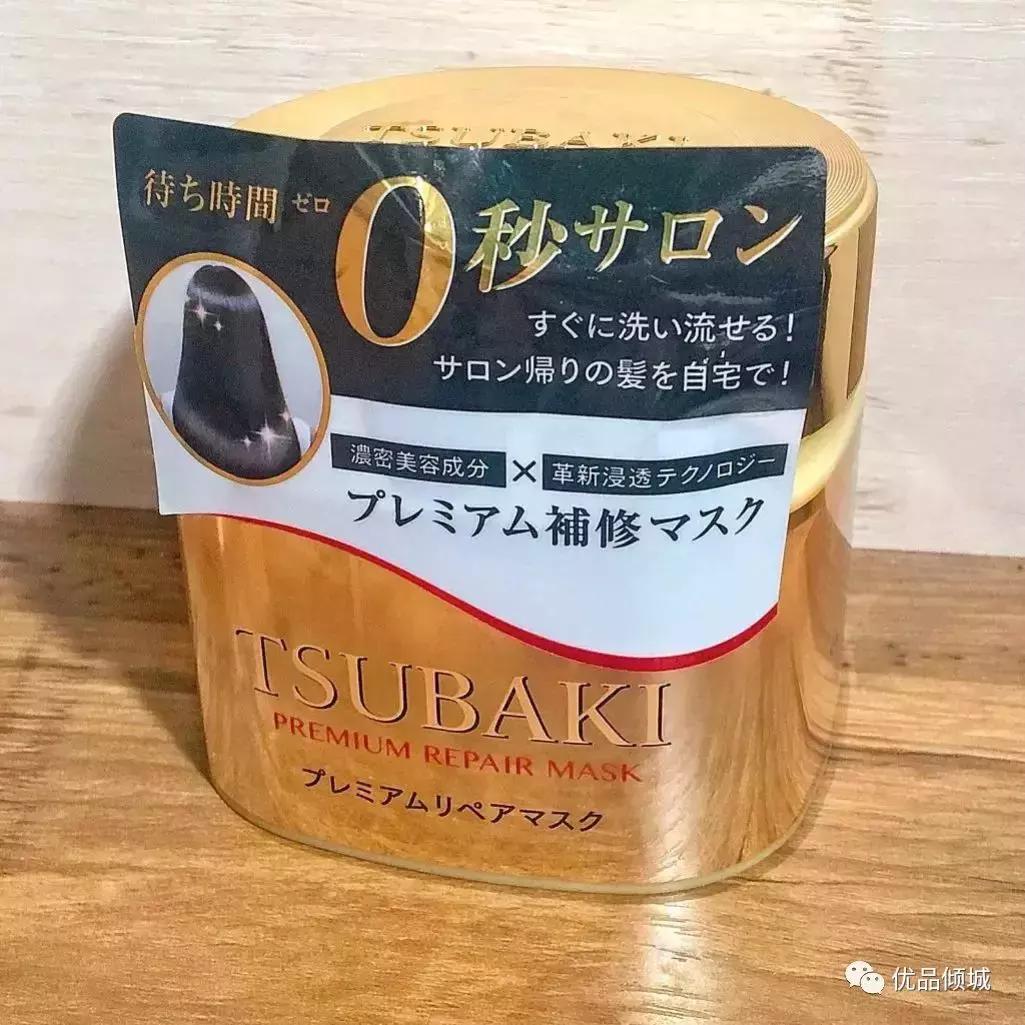 TSUBAKI
待ち時間 ゼロ 0秒サロン
すぐに洗い流せる！
サロン帰りの髪を自宅で！
濃密美容成分 × 革新浸透テクノロジー
プレミアム補修マスク
TSUBAKI
PREMIUM REPAIR MASK
プレミアムリペアマスク
优品倾城